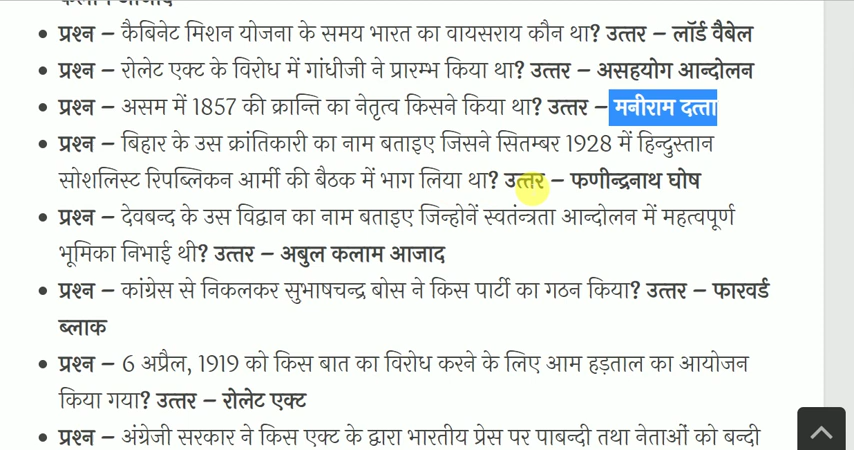 प्रश्न – कैबिनेट मिशन योजना के समय भारत का वायसराय कौन था? उत्तर – लॉर्ड वैबेल
प्रश्न – रोलेट एक्ट के विरोध में गांधीजी ने प्रारम्भ किया था? उत्तर – असहयोग आन्दोलन
प्रश्न – असम में 1857 की क्रान्ति का नेतृत्व किसने किया था? उत्तर – मनीराम दत्ता
प्रश्न – बिहार के उस क्रांतिकारी का नाम बताइए जिसने सितम्बर 1928 में हिन्दुस्तान
सोशलिस्ट रिपब्लिकन आर्मी की बैठक में भाग लिया था? उत्तर – फणीन्द्रनाथ घोष
प्रश्न – देवबन्द के उस विद्वान का नाम बताइए जिन्होनें स्वतंन्त्रता आन्दोलन में महत्वपूर्ण
भूमिका निभाई थी? उत्तर – अबुल कलाम आजाद
प्रश्न – कांग्रेस से निकलकर सुभाषचन्द्र बोस ने किस पार्टी का गठन किया? उत्तर – फारवर्ड
ब्लाक
प्रश्न – 6 अप्रैल, 1919 को किस बात का विरोध करने के लिए आम हड़ताल का आयोजन
किया गया? उत्तर – रोलेट एक्ट
प्रश्न – अंग्रेजी सरकार ने किस एक्ट के द्वारा भारतीय प्रेस पर पाबन्दी तथा नेताओं को बन्दी